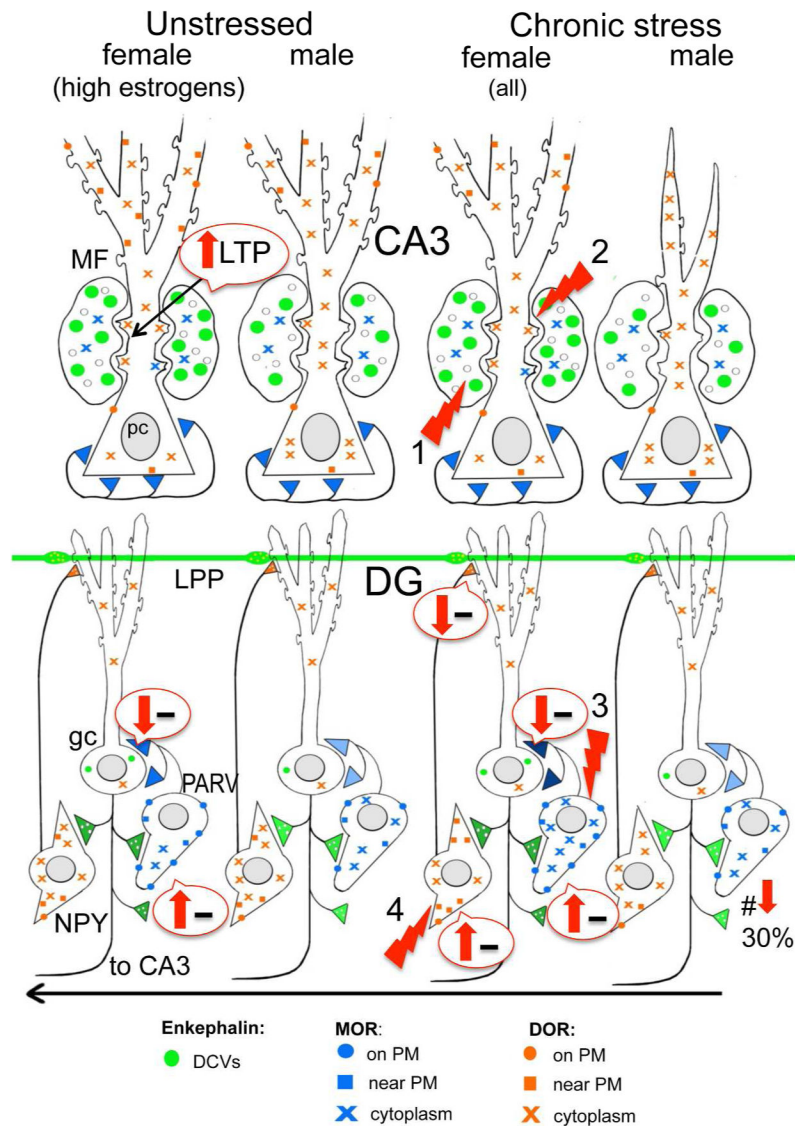 Unstressed
Chronic stress
female
male
female
male
(high estrogens)
(all)
CA3
2
MF
LTP
pc
1
LPP
DG
–
–
–
3
gc
PARV
4
NPY
–
–
–
#
30%
to CA3
Enkephalin:
MOR:
DOR:
DCVs
on PM
on PM
near PM
near PM
cytoplasm
cytoplasm